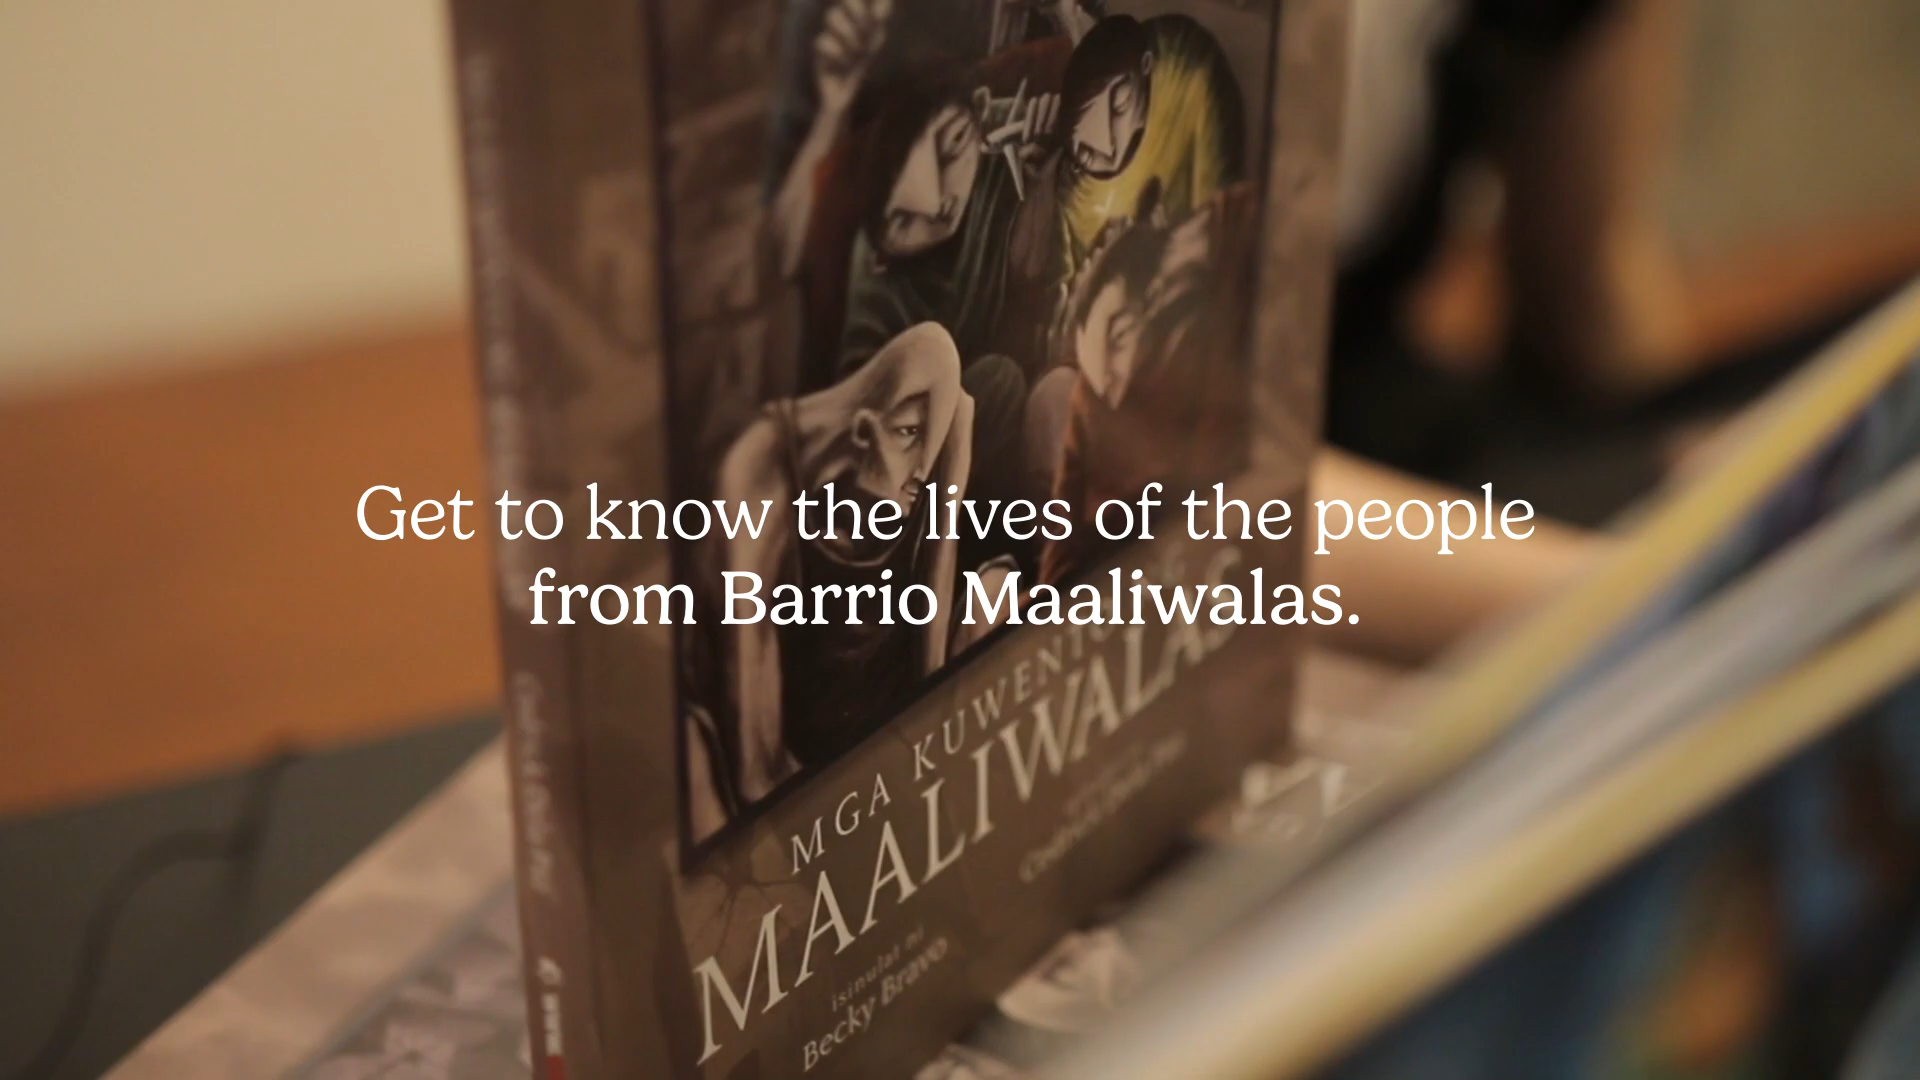 Get to know the lives of the people
from Barrio Maaliwalas.
MGA KUWENTO
MAALIWALAS
isinulat ni
Becky Bravo